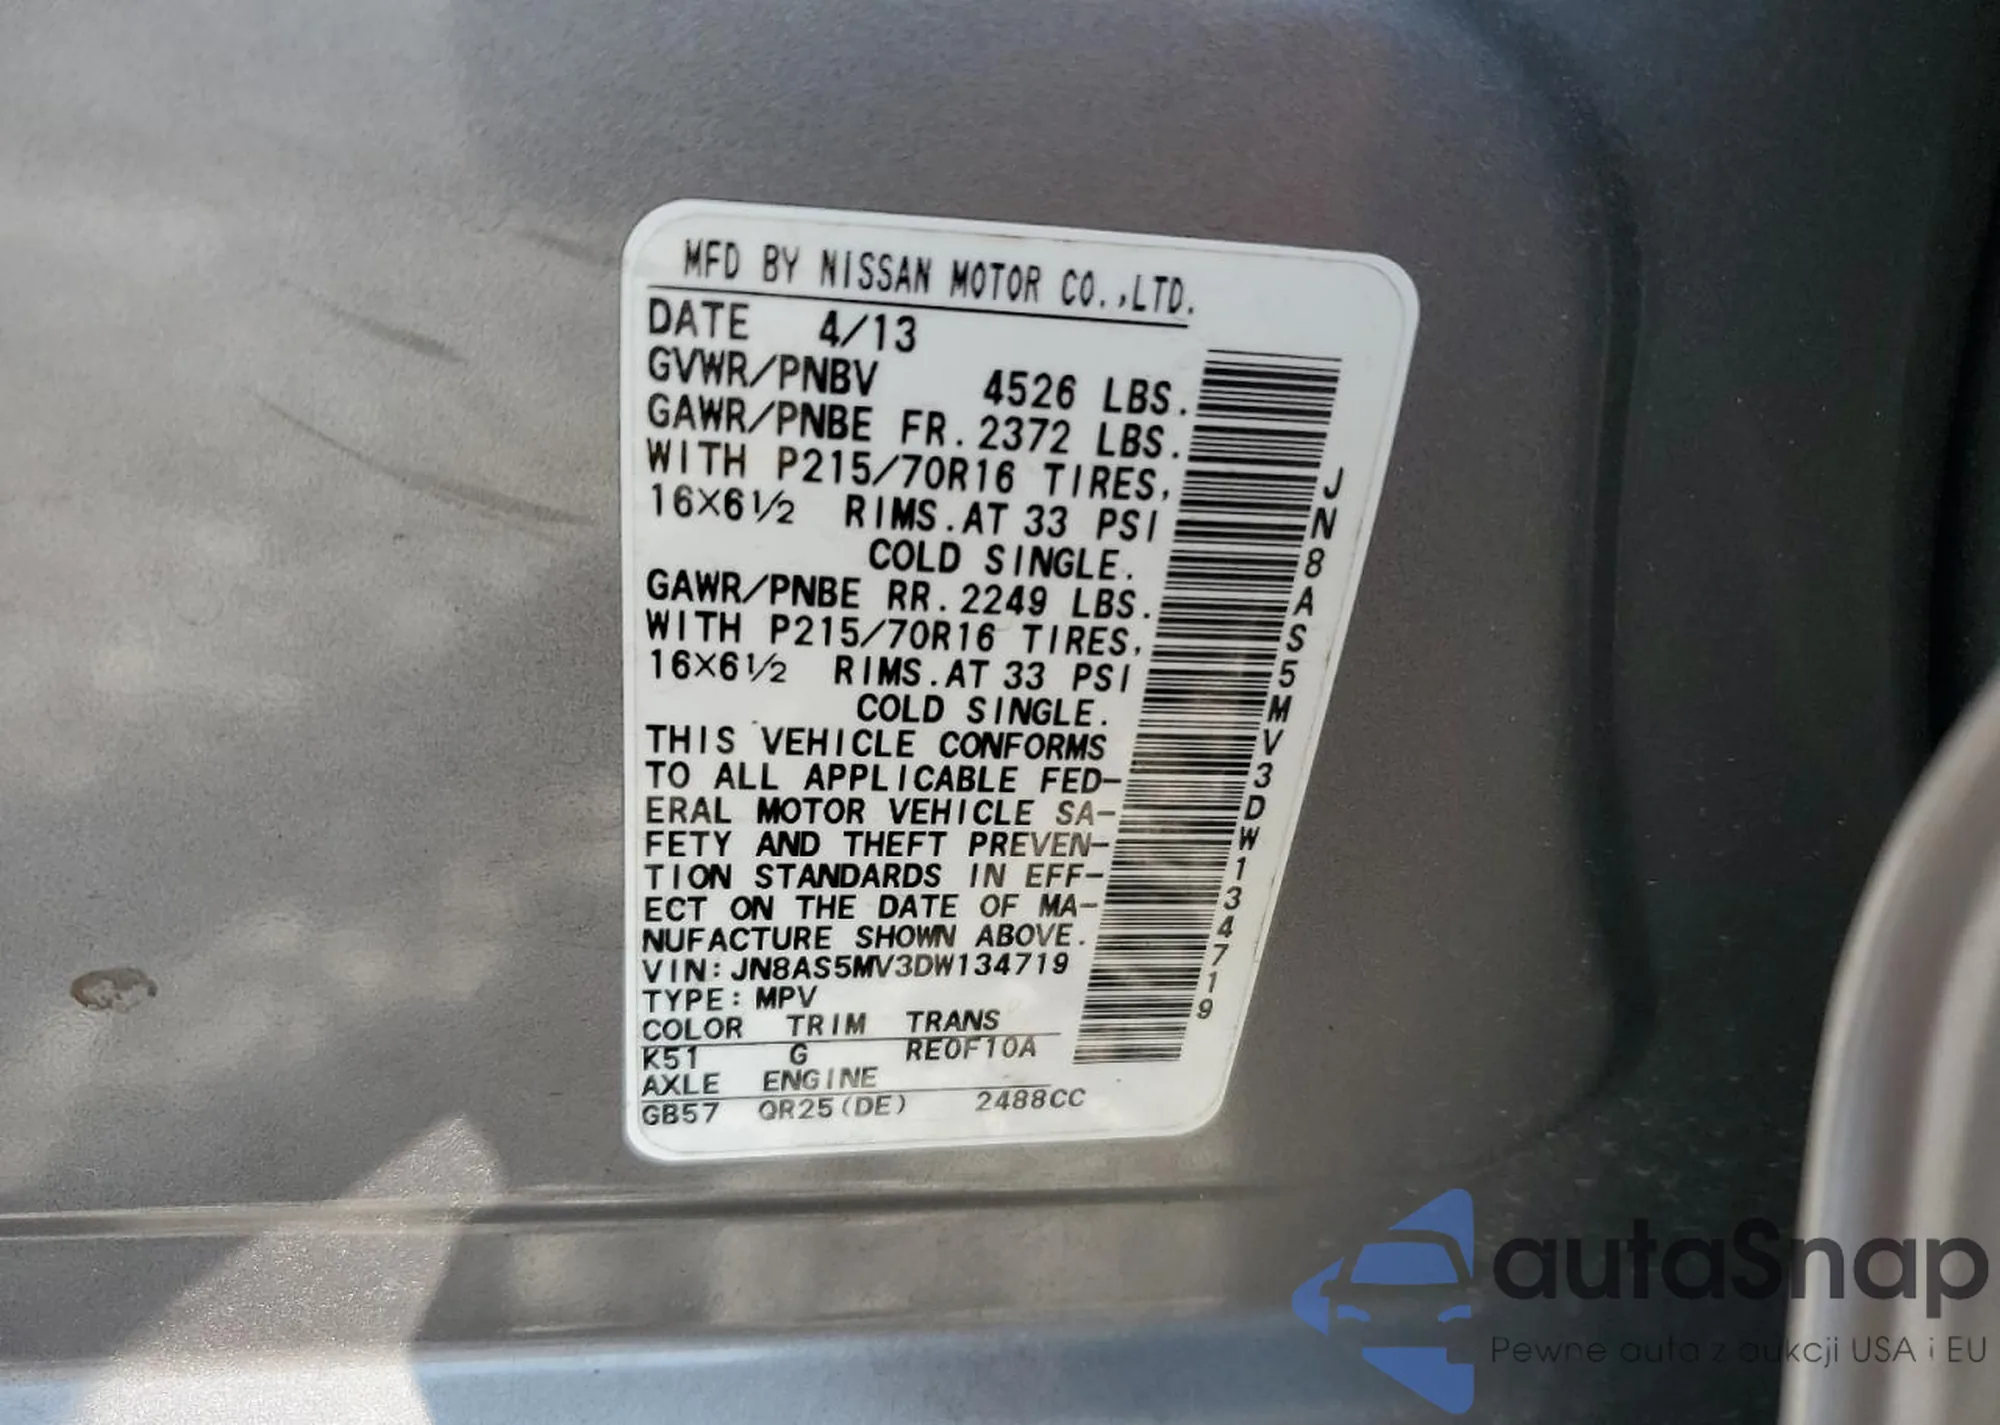 MFD BY NISSAN MOTOR CO.,LTD.
DATE 4/13
GVWR/PNBV 4526 LBS.
GAWR/PNBE FR.2372 LBS.
WITH P215/70R16 TIRES,
16X6½ RIMS.AT 33 PSI
COLD SINGLE.
GAWR/PNBE RR.2249 LBS.
WITH P215/70R16 TIRES,
16X6½ RIMS.AT 33 PSI
COLD SINGLE.
THIS VEHICLE CONFORMS
TO ALL APPLICABLE FED-
ERAL MOTOR VEHICLE SA-
FETY AND THEFT PREVEN-
TION STANDARDS IN EFF-
ECT ON THE DATE OF MA-
NUFACTURE SHOWN ABOVE.
VIN:JN8AS5MV3DW134719
TYPE:MPV
COLOR TRIM TRANS
K51 G RE0F10A
AXLE ENGINE
GB57 QR25(DE) 2488CC
JN8AS5MV3DW134719
autaSnap
Pewne auta z aukcji USA i EU